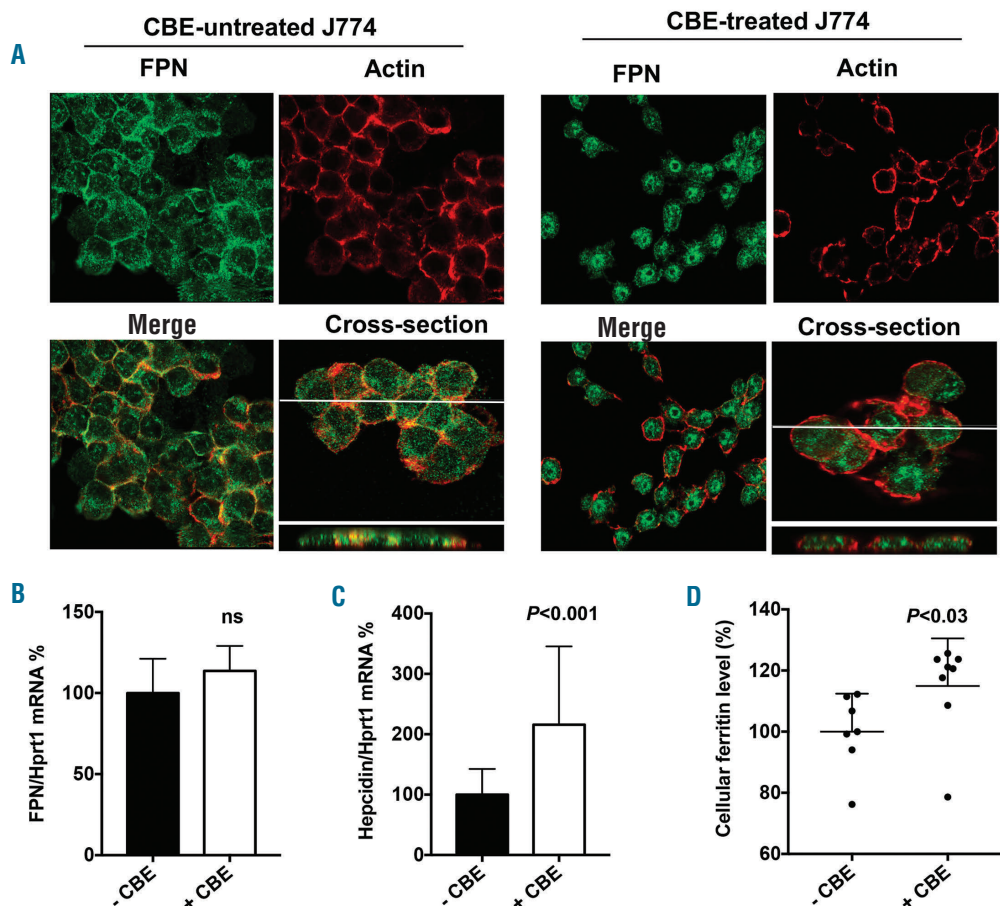 A
CBE-untreated J774
CBE-treated J774
FPN
Actin
FPN
Actin
Merge
Cross-section
Merge
Cross-section
B
FPN/Hprt1 mRNA %
150
100
50
0
ns
- CBE
+ CBE
C
Hepcidin/Hprt1 mRNA %
400
300
200
100
0
P<0.001
- CBE
+ CBE
D
Cellular ferritin level (%)
140
120
100
80
60
P<0.03
- CBE
+ CBE